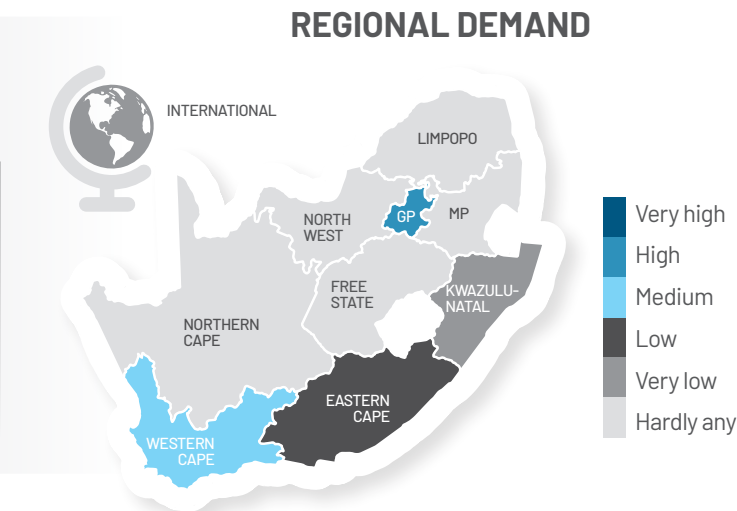 REGIONAL DEMAND
INTERNATIONAL
LIMPOPO
NORTH
WEST
GP
MP
FREE
STATE
KWAZULU-
NATAL
NORTHERN
CAPE
EASTERN
CAPE
WESTERN
CAPE
Very high
High
Medium
Low
Very low
Hardly any